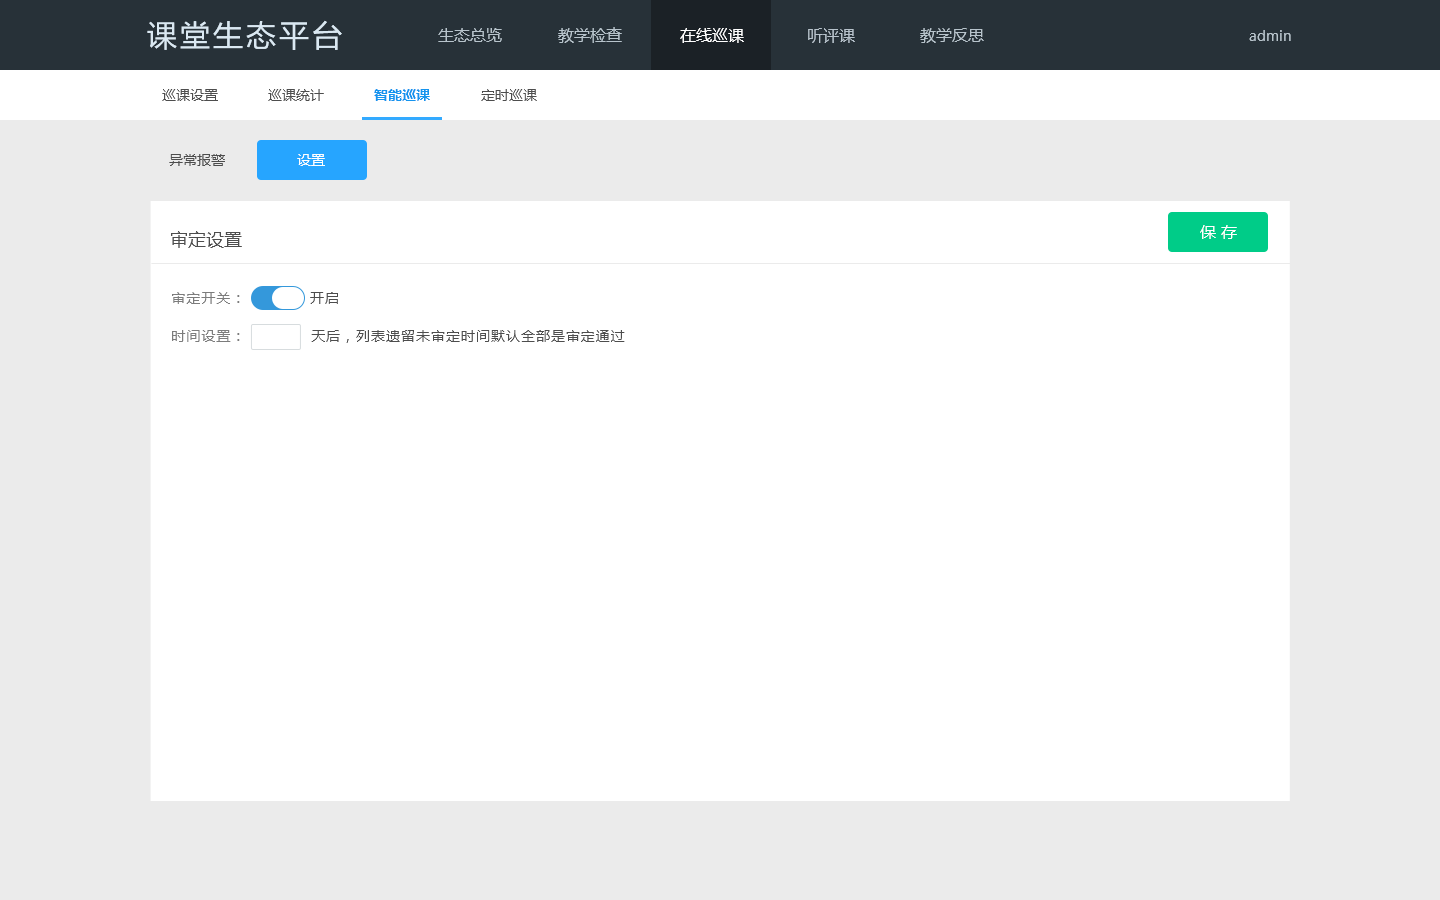 课堂生态平台 生态总览 教学检查 在线巡课 听评课 教学反思 admin
巡课设置 巡课统计 智能巡课 定时巡课
异常报警 设置
审定设置 保 存
审定开关： 开启
时间设置： 天后，列表遗留未审定时间默认全部是审定通过